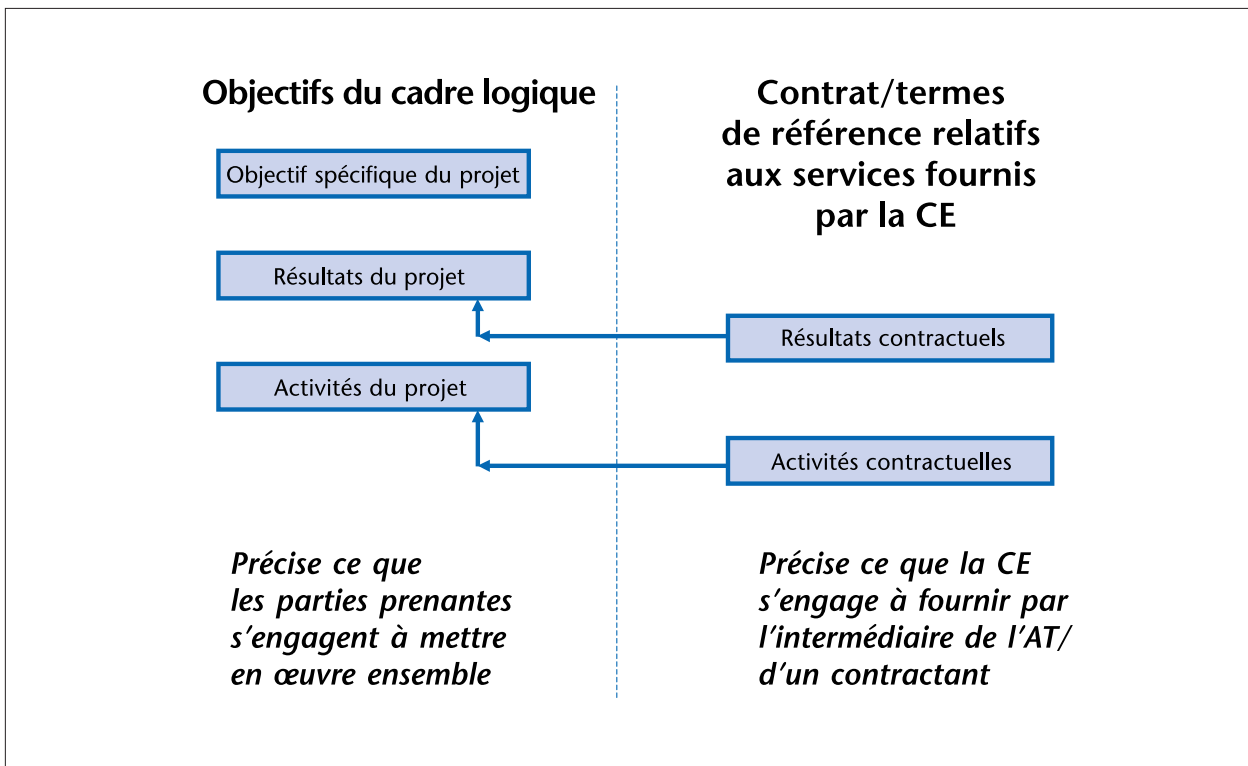 Objectifs du cadre logique
Objectif spécifique du projet
Résultats du projet
Activités du projet
Précise ce que
les parties prenantes
s'engagent à mettre
en œuvre ensemble
Contrat/termes
de référence relatifs
aux services fournis
par la CE
Résultats contractuels
Activités contractuelles
Précise ce que la CE
s'engage à fournir par
l'intermédiaire de l'AT/
d'un contractant